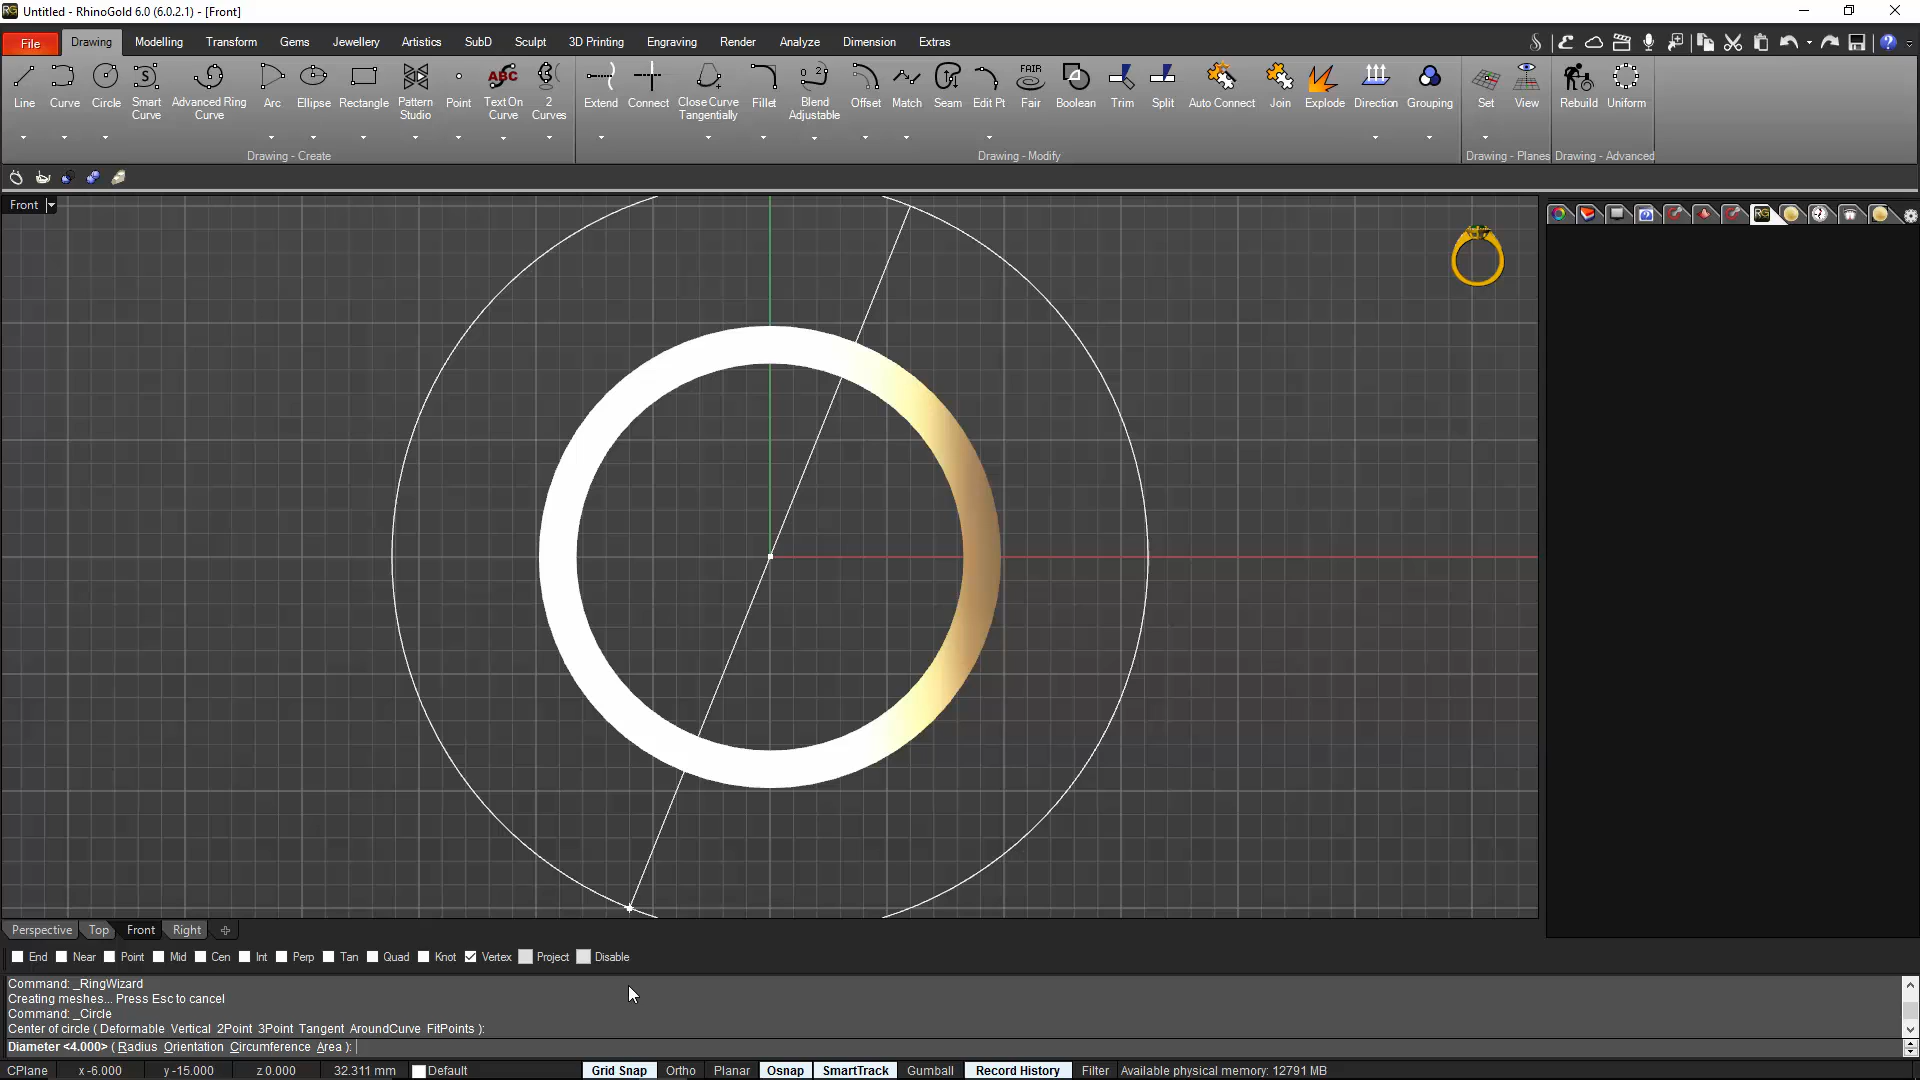 Untitled - RhinoGold 6.0 (6.0.2.1) - [Front]
File Drawing Modelling Transform Gems Jewellery Artistics SubD Sculpt 3D Printing Engraving Render Analyze Dimension Extras
Line Curve Circle Smart Curve Advanced Ring Curve Arc Ellipse Rectangle Pattern Studio Point Text On Curve 2 Curves Extend Connect Close Curve Tangentially Fillet Blend Adjustable Offset Match Seam Edit Pt Fair Boolean Trim Split Auto Connect Join Explode Direction Grouping Set View Rebuild Uniform
Drawing - Create Drawing - Modify Drawing - Planes Drawing - Advanced
Front
Perspective Top Front Right
End Near Point Mid Cen Int Perp Tan Quad Knot Vertex Project Disable
Command: _RingWizard
Creating meshes... Press Esc to cancel
Command: _Circle
Center of circle ( Deformable Vertical 2Point 3Point Tangent AroundCurve FitPoints ):
Diameter <4.000> ( Radius Orientation Circumference Area ):
CPlane x -6.000 y -15.000 z 0.000 32.311 mm Default Grid Snap Ortho Planar Osnap SmartTrack Gumball Record History Filter Available physical memory: 12791 MB